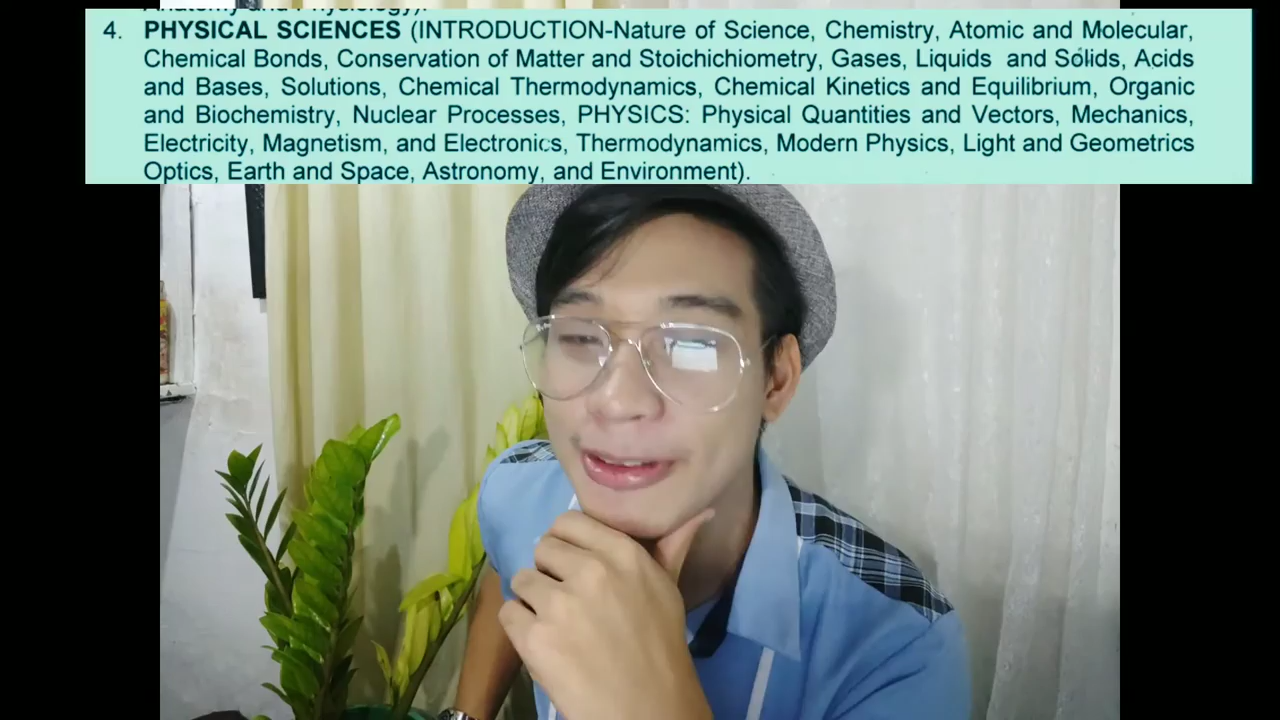 Anatomy and Physiology).
4. PHYSICAL SCIENCES (INTRODUCTION-Nature of Science, Chemistry, Atomic and Molecular,
Chemical Bonds, Conservation of Matter and Stoichichiometry, Gases, Liquids and Solids, Acids
and Bases, Solutions, Chemical Thermodynamics, Chemical Kinetics and Equilibrium, Organic
and Biochemistry, Nuclear Processes, PHYSICS: Physical Quantities and Vectors, Mechanics,
Electricity, Magnetism, and Electronics, Thermodynamics, Modern Physics, Light and Geometrics
Optics, Earth and Space, Astronomy, and Environment).